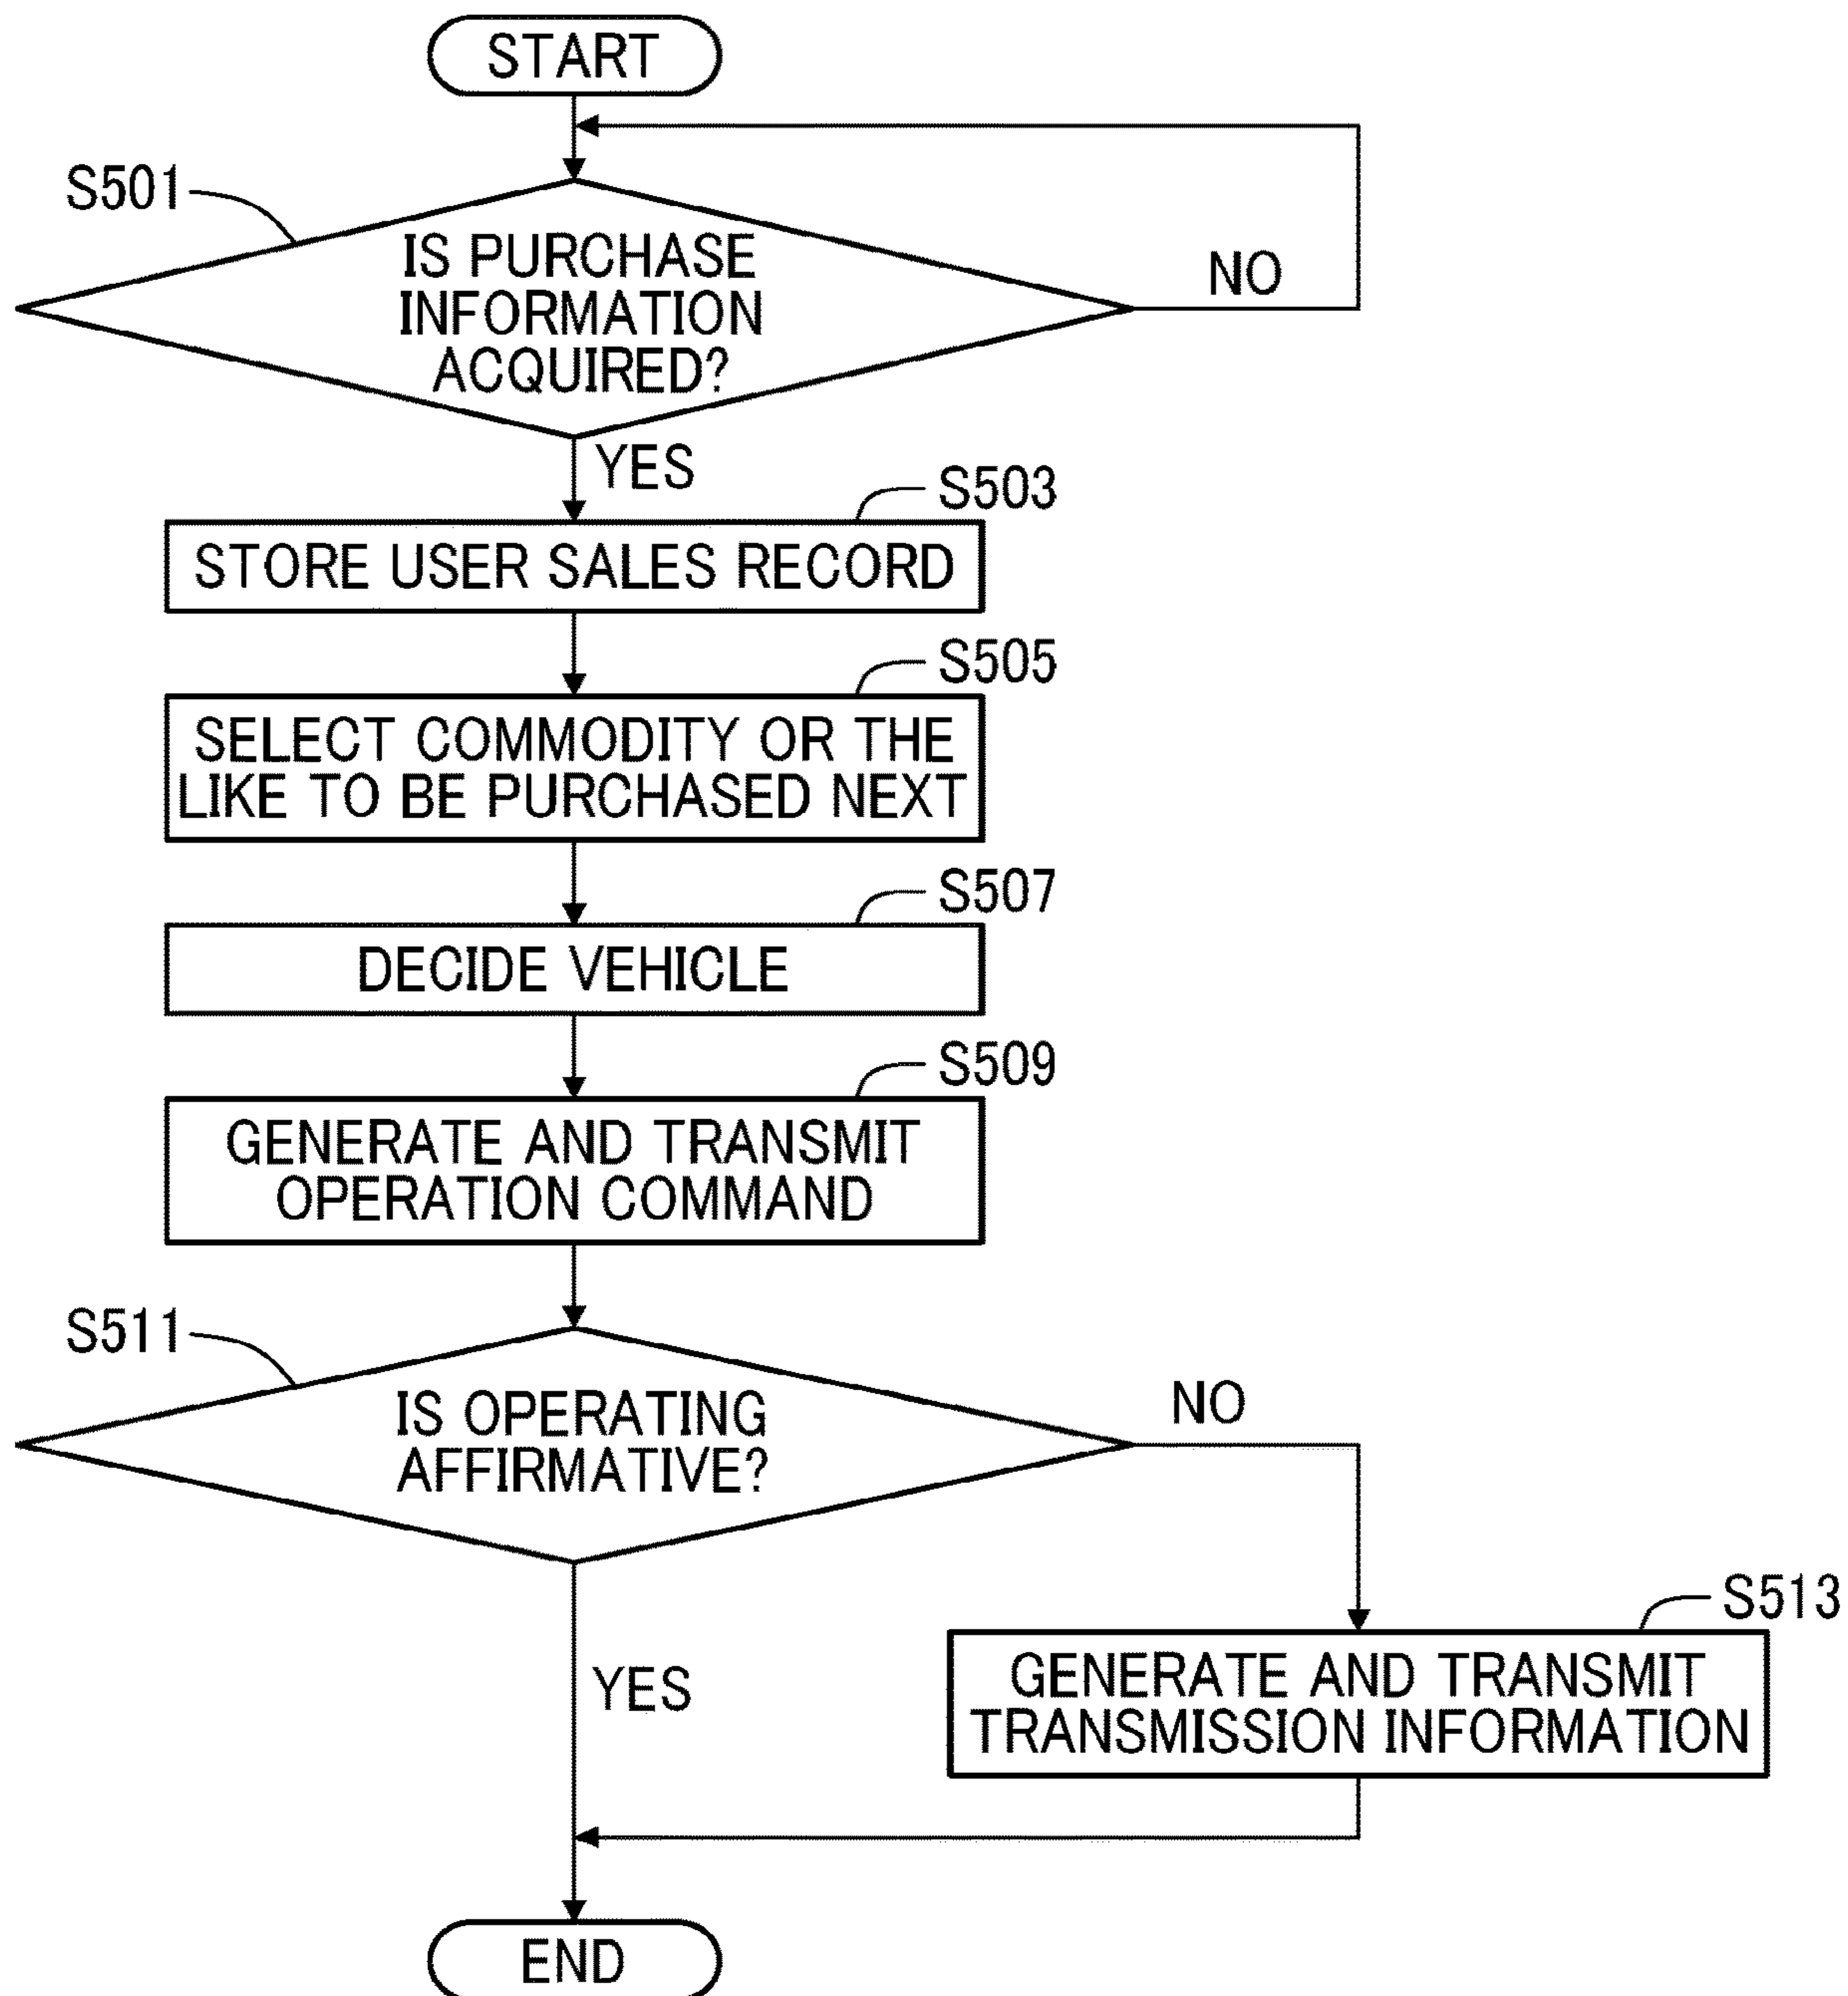 START
S501
IS PURCHASE
INFORMATION
ACQUIRED?
NO
YES
S503
STORE USER SALES RECORD
S505
SELECT COMMODITY OR THE
LIKE TO BE PURCHASED NEXT
S507
DECIDE VEHICLE
S509
GENERATE AND TRANSMIT
OPERATION COMMAND
S511
IS OPERATING
AFFIRMATIVE?
NO
S513
GENERATE AND TRANSMIT
TRANSMISSION INFORMATION
YES
END